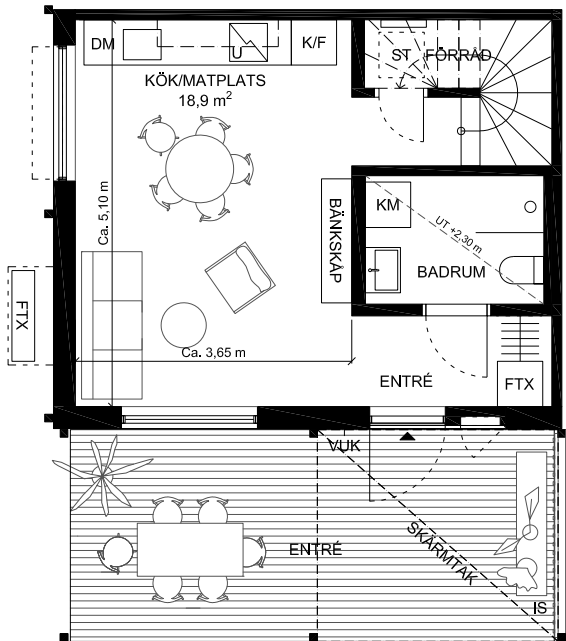 DM
U
K/F
ST
FÖRRÅD
KÖK/MATPLATS
18,9 m²
Ca. 5,10 m
BÄNKSKÅP
KM
UT +2,30 m
BADRUM
FTX
Ca. 3,65 m
ENTRÉ
FTX
VUK
ENTRÉ
SKÄRMTAK
IS